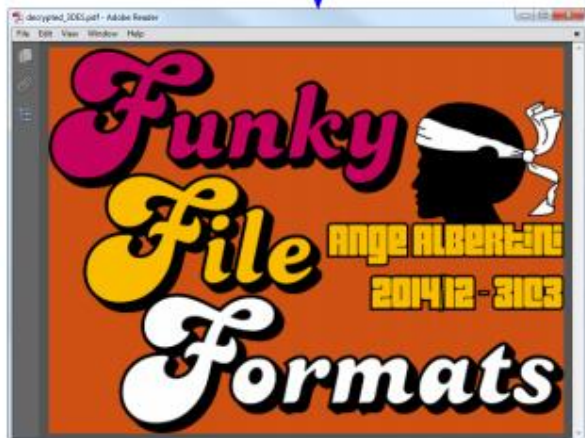 decrypted_3DES.pdf - Adobe Reader
File Edit View Window Help
Funky
File
Ange Albertini
2014/12 - 31C3
Formats